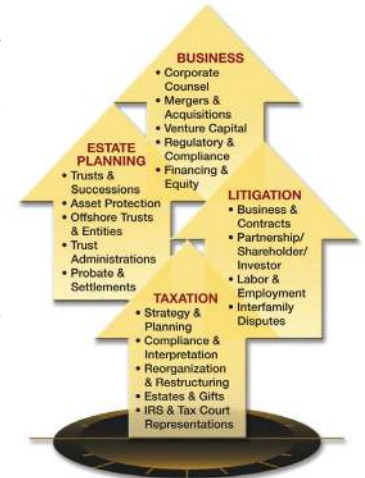 BUSINESS
• Corporate
Counsel
• Mergers &
Acquisitions
• Venture Capital
• Regulatory &
Compliance
• Financing &
Equity
ESTATE
PLANNING
• Trusts &
Successions
• Asset Protection
• Offshore Trusts
& Entities
• Trust
Administrations
• Probate &
Settlements
LITIGATION
• Business &
Contracts
• Partnership/
Shareholder/
Investor
• Labor &
Employment
• Interfamily
Disputes
TAXATION
• Strategy &
Planning
• Compliance &
Interpretation
• Reorganization
& Restructuring
• Estates & Gifts
• IRS & Tax Court
Representations